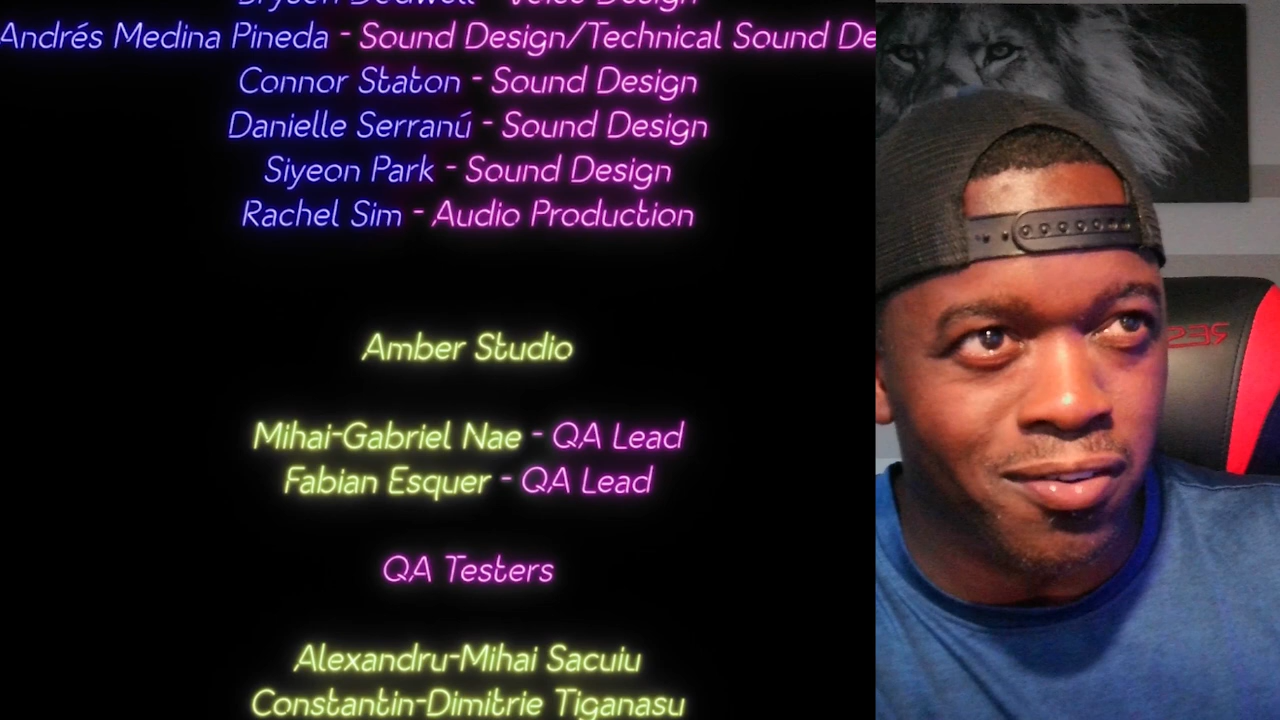 Andrés Medina Pineda - Sound Design/Technical Sound De
Connor Staton - Sound Design
Danielle Serranú - Sound Design
Siyeon Park - Sound Design
Rachel Sim - Audio Production
Amber Studio
Mihai-Gabriel Nae - QA Lead
Fabian Esquer - QA Lead
QA Testers
Alexandru-Mihai Sacuiu
Constantin-Dimitrie Tiganasu